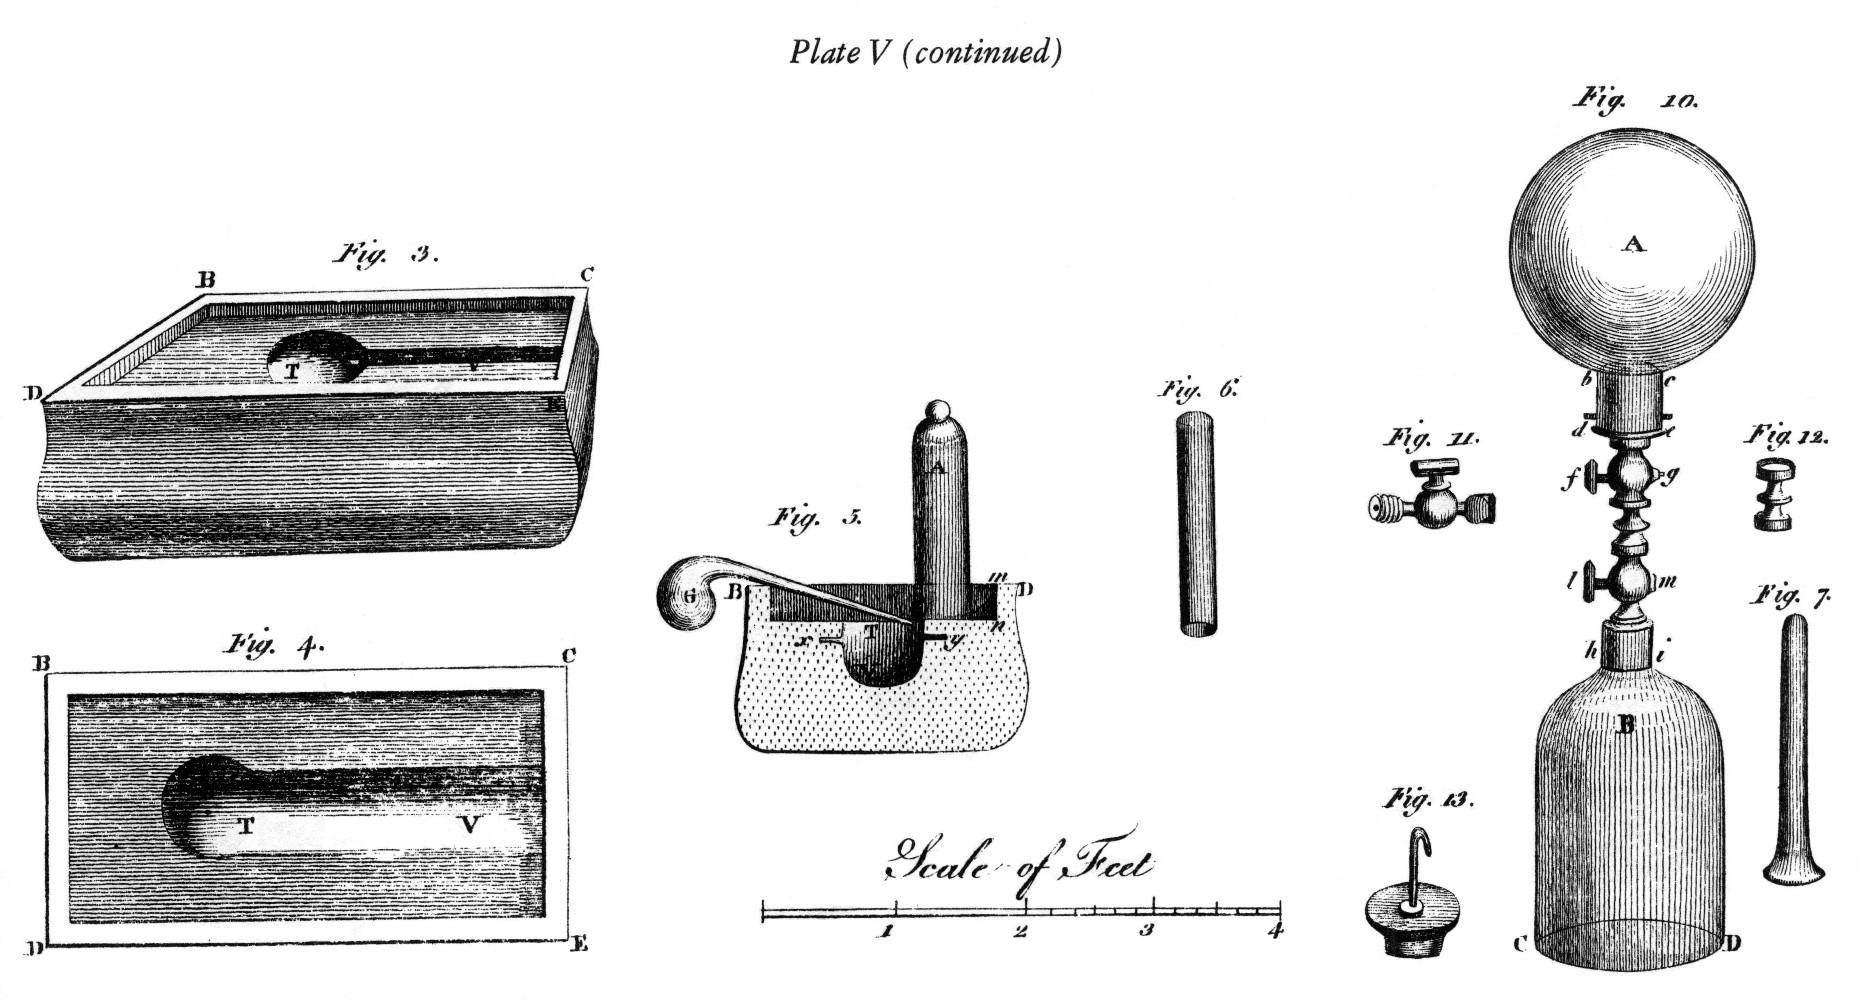 Plate V (continued)
Fig. 3.
B
C
T
V
D
E
Fig. 4.
B
C
T
V
D
E
Fig. 5.
A
G
B
m
D
T
n
x
y
Scale of Feet
1 2 3 4
Fig. 6.
Fig. 10.
A
b c
d e
f g
l m
h i
B
C D
Fig. 11.
Fig. 12.
Fig. 7.
Fig. 13.